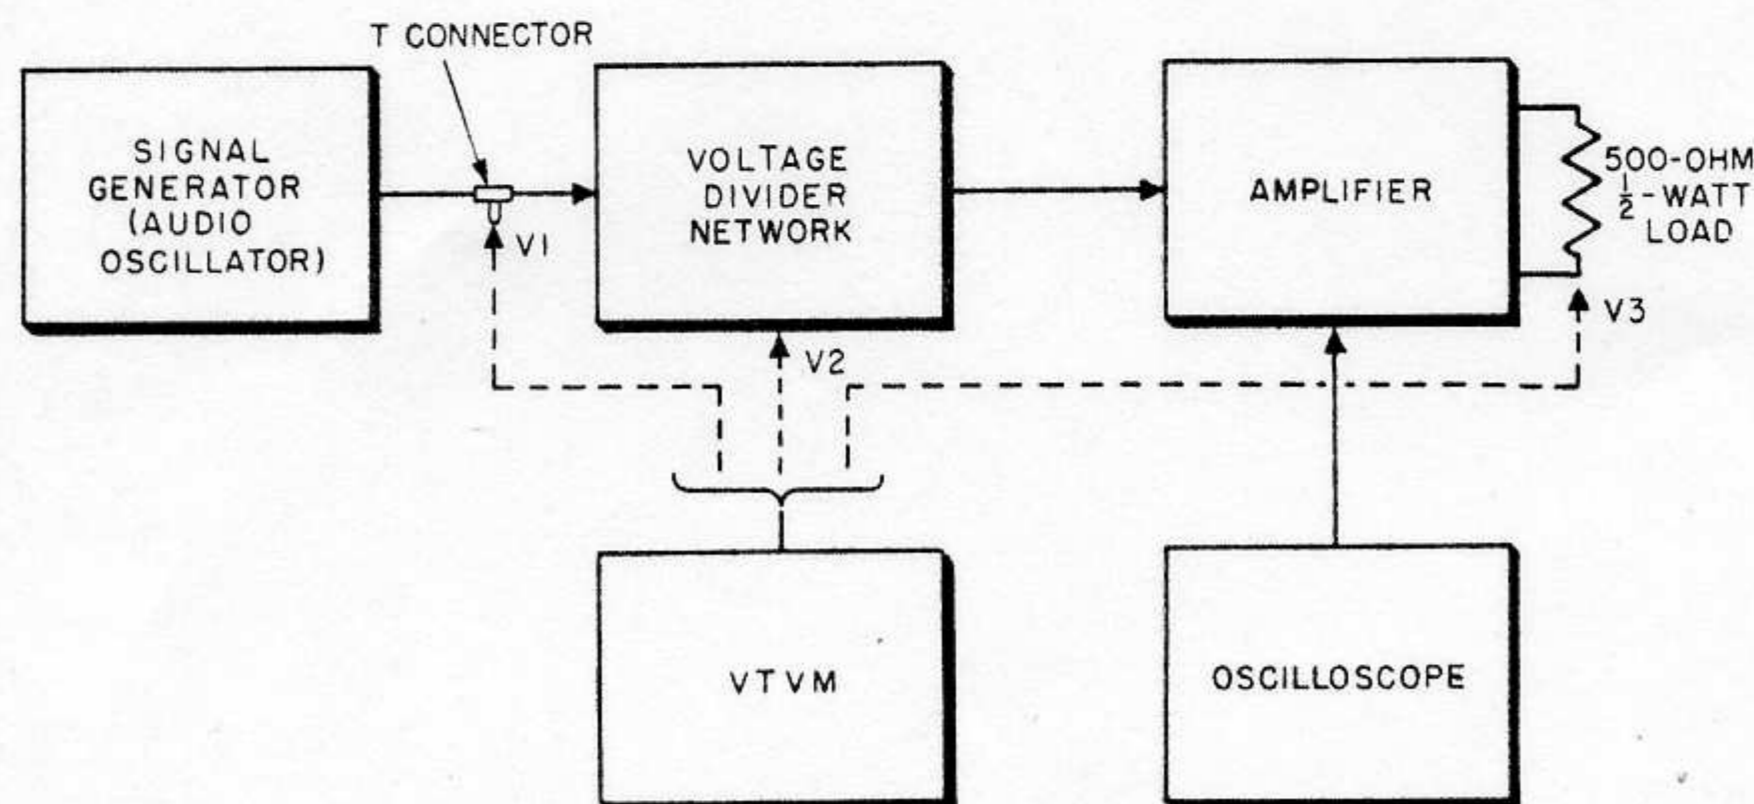 T CONNECTOR
SIGNAL
GENERATOR
(AUDIO
OSCILLATOR)
V1
VOLTAGE
DIVIDER
NETWORK
V2
AMPLIFIER
500-OHM
½-WATT
LOAD
V3
VTVM
OSCILLOSCOPE